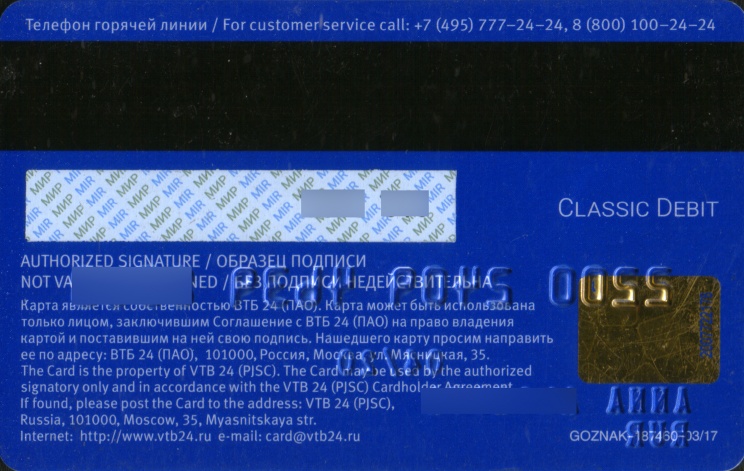 Телефон горячей линии / For customer service call: +7 (495) 777–24–24, 8 (800) 100–24–24
CLASSIC DEBIT
AUTHORIZED SIGNATURE / ОБРАЗЕЦ ПОДПИСИ
NOT VA NED / БЕЗ ПОДПИСИ НЕДЕЙСТВИТЕЛЬНА
Карта является собственностью ВТБ 24 (ПАО). Карта может быть использована
только лицом, заключившим Соглашение с ВТБ 24 (ПАО) на право владения
картой и поставившим на ней свою подпись. Нашедшего карту просим направить
ее по адресу: ВТБ 24 (ПАО), 101000, Россия, Москва, ул. Мясницкая, 35.
The Card is the property of VTB 24 (PJSC). The Card may be used by the authorized
signatory only and in accordance with the VTB 24 (PJSC) Cardholder Agreement.
If found, please post the Card to the address: VTB 24 (PJSC),
Russia, 101000, Moscow, 35, Myasnitskaya str.
Internet: http://www.vtb24.ru e-mail: card@vtb24.ru
GOZNAK-187460-03/17